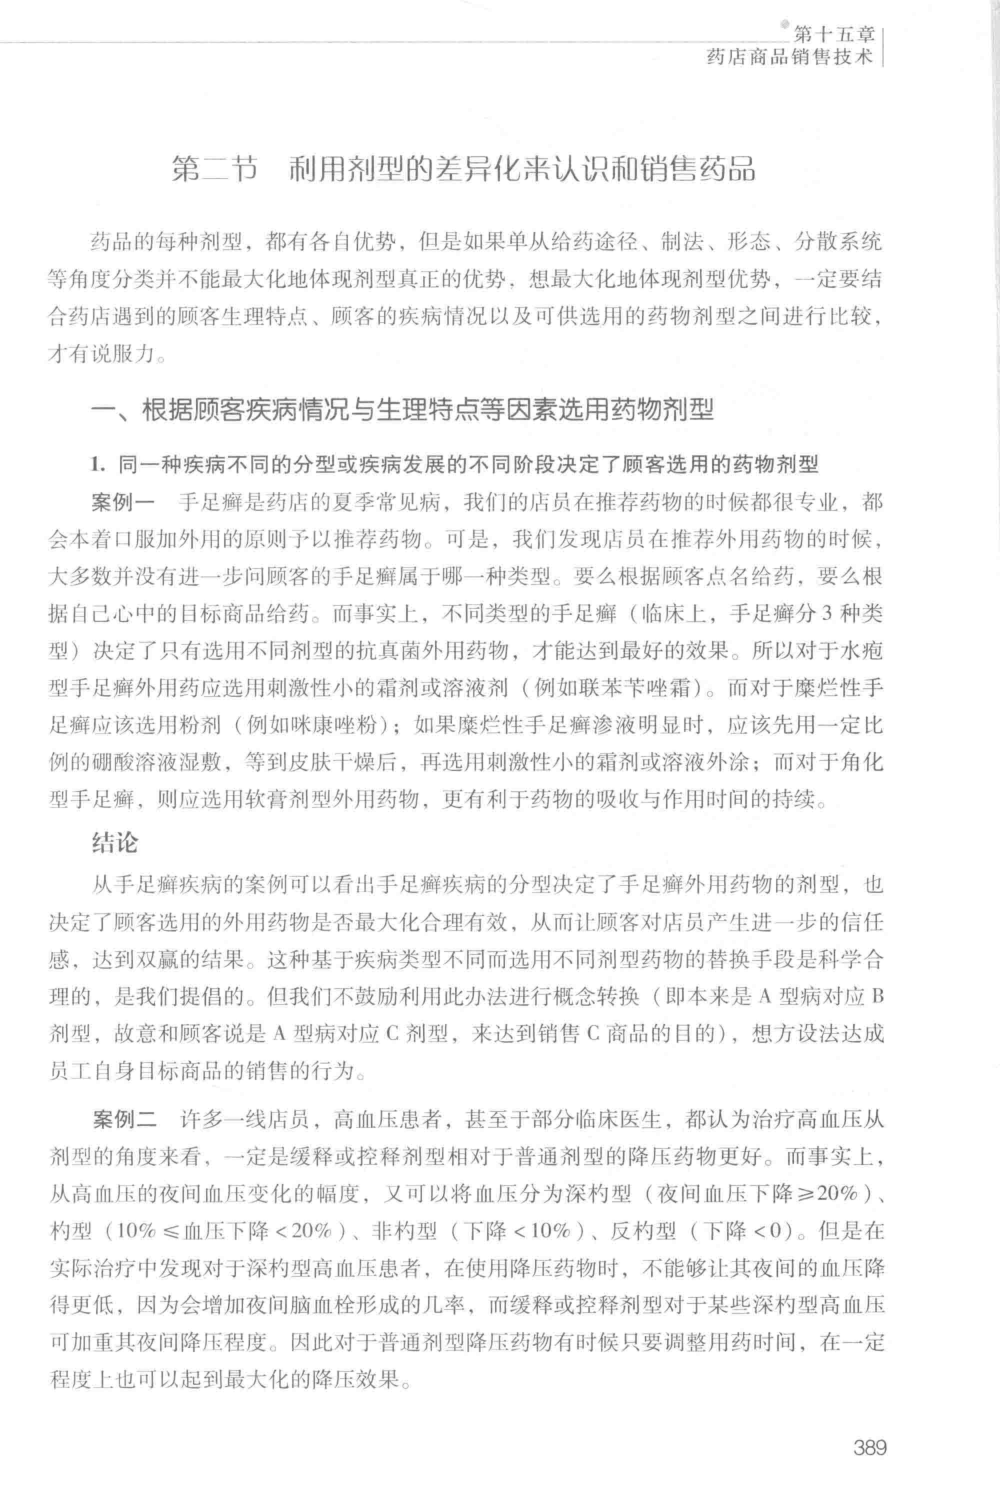 第十五章
药店商品销售技术
第二节 利用剂型的差异化来认识和销售药品
药品的每种剂型，都有各自优势，但是如果单从给药途径、制法、形态、分散系统
等角度分类并不能最大化地体现剂型真正的优势，想最大化地体现剂型优势，一定要结
合药店遇到的顾客生理特点、顾客的疾病情况以及可供选用的药物剂型之间进行比较，
才有说服力。
一、根据顾客疾病情况与生理特点等因素选用药物剂型
1. 同一种疾病不同的分型或疾病发展的不同阶段决定了顾客选用的药物剂型
案例一 手足癣是药店的夏季常见病，我们的店员在推荐药物的时候都很专业，都
会本着口服加外用的原则予以推荐药物。可是，我们发现店员在推荐外用药物的时候，
大多数并没有进一步问顾客的手足癣属于哪一种类型。要么根据顾客点名给药，要么根
据自己心中的目标商品给药。而事实上，不同类型的手足癣（临床上，手足癣分 3 种类
型）决定了只有选用不同剂型的抗真菌外用药物，才能达到最好的效果。所以对于水疱
型手足癣外用药应选用刺激性小的霜剂或溶液剂（例如联苯苄唑霜）。而对于糜烂性手
足癣应该选用粉剂（例如咪康唑粉）；如果糜烂性手足癣渗液明显时，应该先用一定比
例的硼酸溶液湿敷，等到皮肤干燥后，再选用刺激性小的霜剂或溶液外涂；而对于角化
型手足癣，则应选用软膏剂型外用药物，更有利于药物的吸收与作用时间的持续。
结论
从手足癣疾病的案例可以看出手足癣疾病的分型决定了手足癣外用药物的剂型，也
决定了顾客选用的外用药物是否最大化合理有效，从而让顾客对店员产生进一步的信任
感，达到双赢的结果。这种基于疾病类型不同而选用不同剂型药物的替换手段是科学合
理的，是我们提倡的。但我们不鼓励利用此办法进行概念转换（即本来是 A 型病对应 B
剂型，故意和顾客说是 A 型病对应 C 剂型，来达到销售 C 商品的目的），想方设法达成
员工自身目标商品的销售的行为。
案例二 许多一线店员，高血压患者，甚至于部分临床医生，都认为治疗高血压从
剂型的角度来看，一定是缓释或控释剂型相对于普通剂型的降压药物更好。而事实上，
从高血压的夜间血压变化的幅度，又可以将血压分为深杓型（夜间血压下降≥20%）、
杓型（10%≤血压下降<20%）、非杓型（下降<10%）、反杓型（下降<0）。但是在
实际治疗中发现对于深杓型高血压患者，在使用降压药物时，不能够让其夜间的血压降
得更低，因为会增加夜间脑血栓形成的几率，而缓释或控释剂型对于某些深杓型高血压
可加重其夜间降压程度。因此对于普通剂型降压药物有时候只要调整用药时间，在一定
程度上也可以起到最大化的降压效果。
389